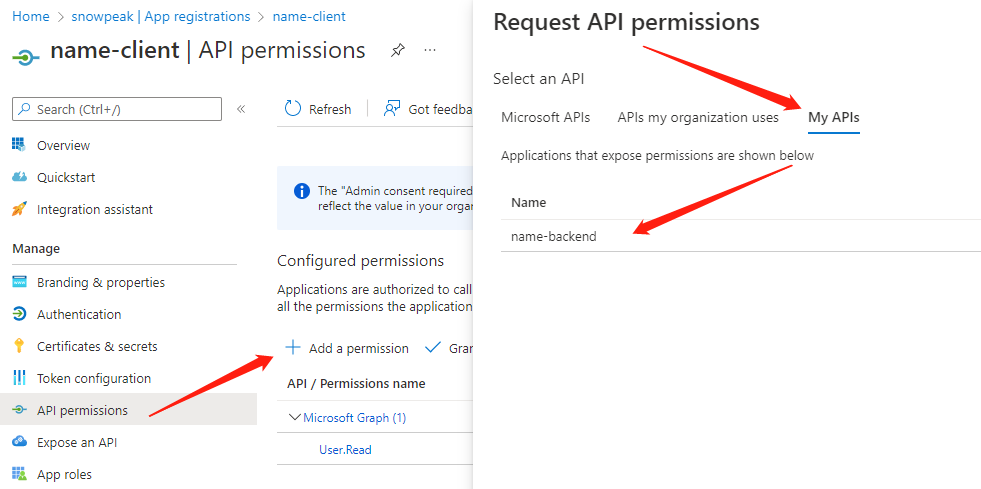 Home > snowpeak | App registrations > name-client
name-client | API permissions
Search (Ctrl+/)
Overview
Quickstart
Integration assistant
Manage
Branding & properties
Authentication
Certificates & secrets
Token configuration
API permissions
Expose an API
App roles
Refresh
Got feedba
The "Admin consent required
reflect the value in your orga
Configured permissions
Applications are authorized to call
all the permissions the application
Add a permission
Gran
API / Permissions name
Microsoft Graph (1)
User.Read
Request API permissions
Select an API
Microsoft APIs
APIs my organization uses
My APIs
Applications that expose permissions are shown below
Name
name-backend